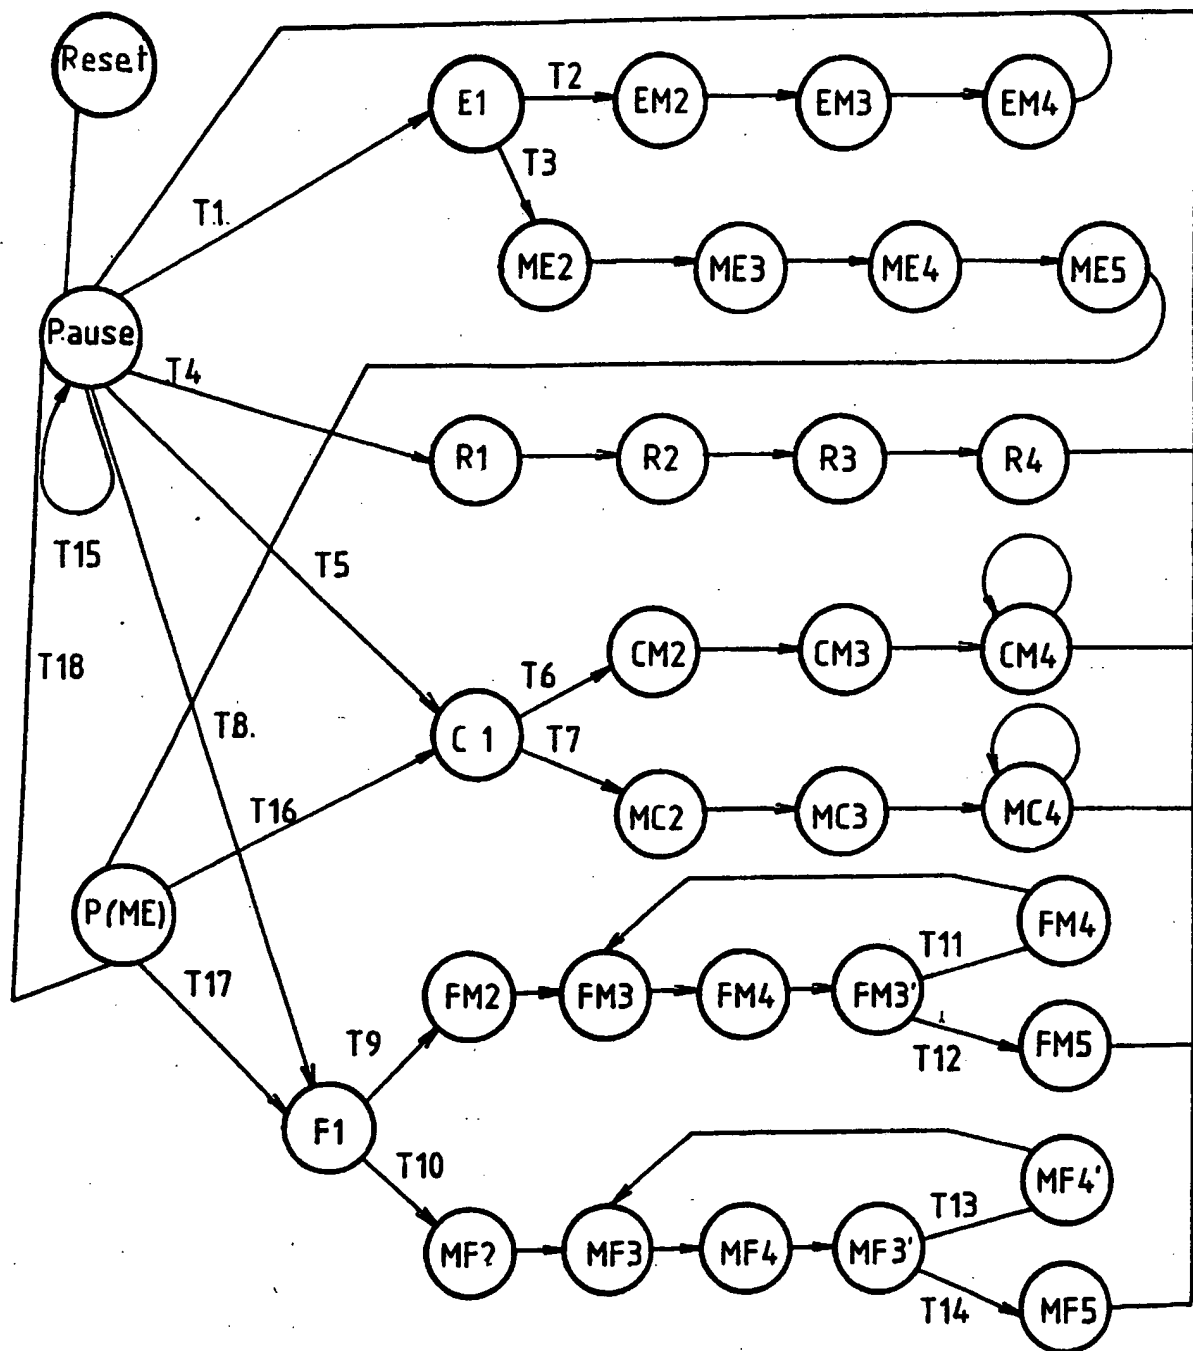 Reset
E1
T2
EM2
EM3
EM4
T3
T1.
ME2
ME3
ME4
ME5
P.ause
T4
R1
R2
R3
R4
T15
T5
T18
CM2
CM3
CM4
T6
T8.
C 1
T7
T16
MC2
MC3
MC4
P(ME)
FM4
T11
T17
FM2
FM3
FM4
FM3'
T9
T12
FM5
F1
T10
MF4'
T13
MF?
MF3
MF4
MF3'
T14
MF5